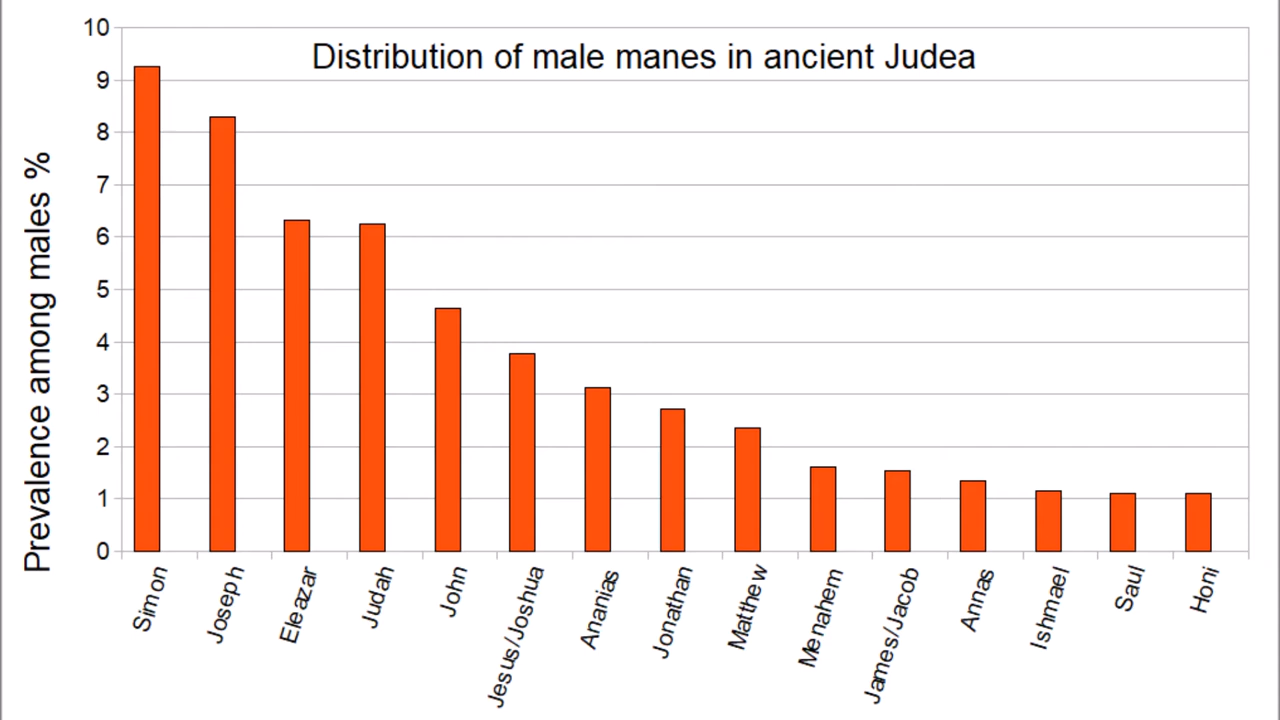 Distribution of male manes in ancient Judea
Prevalence among males %
10
9
8
7
6
5
4
3
2
1
0
Simon
Joseph
Eleazar
Judah
John
Jesus/Joshua
Ananias
Jonathan
Matthew
Menahem
James/Jacob
Annas
Ishmael
Saul
Honi